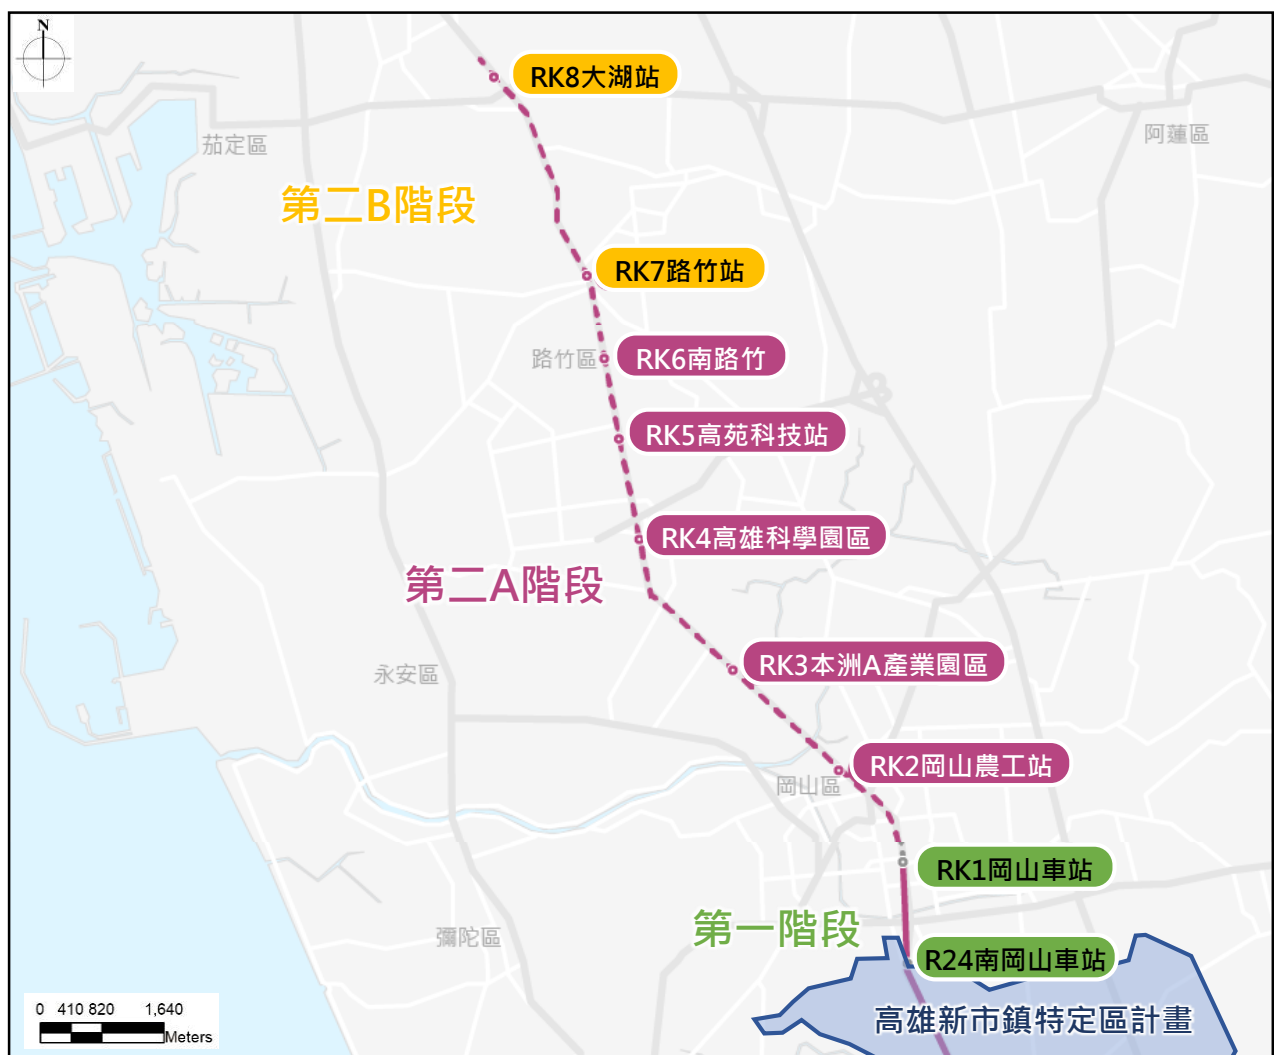 N
RK8大湖站
茄定區
阿蓮區
第二B階段
RK7路竹站
路竹區
RK6南路竹
RK5高苑科技站
RK4高雄科學園區
第二A階段
RK3本洲A產業園區
永安區
RK2岡山農工站
岡山區
RK1岡山車站
第一階段
彌陀區
R24南岡山車站
高雄新市鎮特定區計畫
0 410 820 1,640
Meters